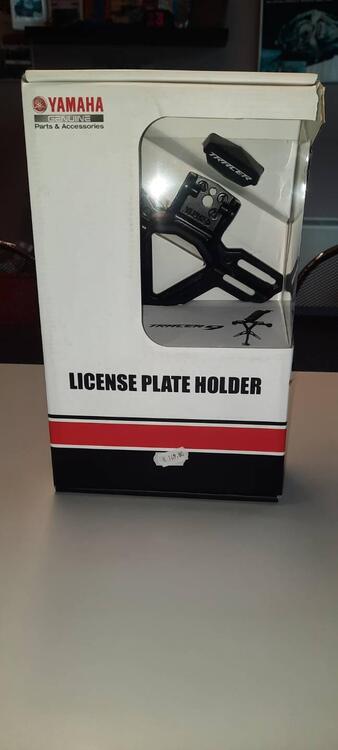 YAMAHA
GENUINE
Parts & Accessories
TRACER
TRACER 9
LICENSE PLATE HOLDER